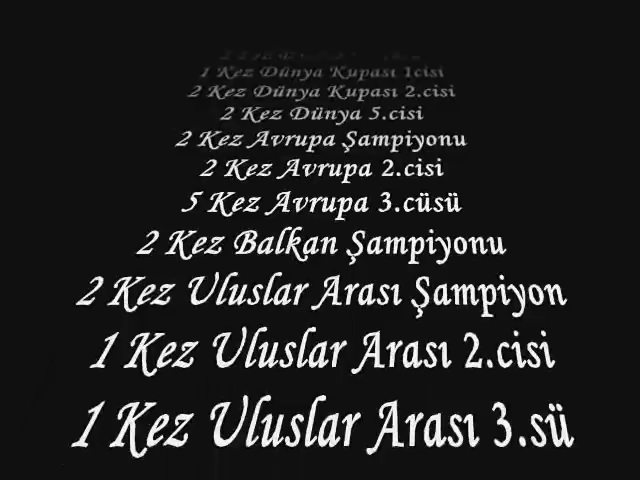 1 Kez Dünya Kupası 1cisi
2 Kez Dünya Kupası 2.cisi
2 Kez Dünya 5.cisi
2 Kez Avrupa Şampiyonu
2 Kez Avrupa 2.cisi
5 Kez Avrupa 3.cüsü
2 Kez Balkan Şampiyonu
2 Kez Uluslar Arası Şampiyon
1 Kez Uluslar Arası 2.cisi
1 Kez Uluslar Arası 3.sü